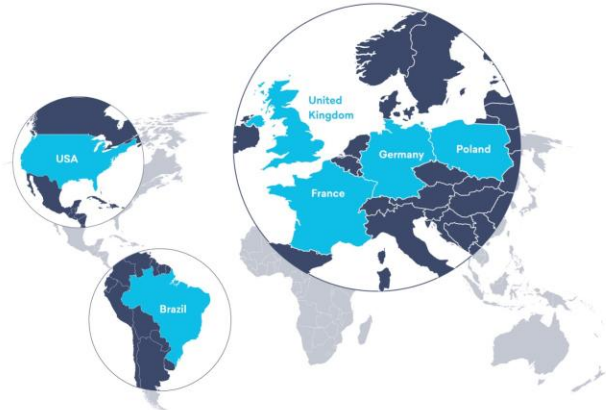 United
Kingdom
USA
Germany
Poland
France
Brazil